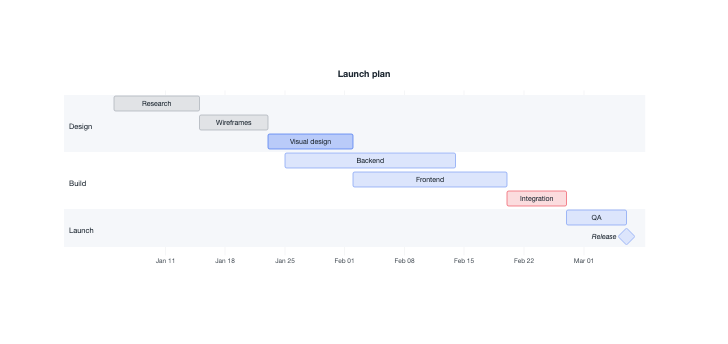 Launch plan
Research
Wireframes
Design
Visual design
Backend
Frontend
Build
Integration
QA
Launch
Release
Jan 11
Jan 18
Jan 25
Feb 01
Feb 08
Feb 15
Feb 22
Mar 01